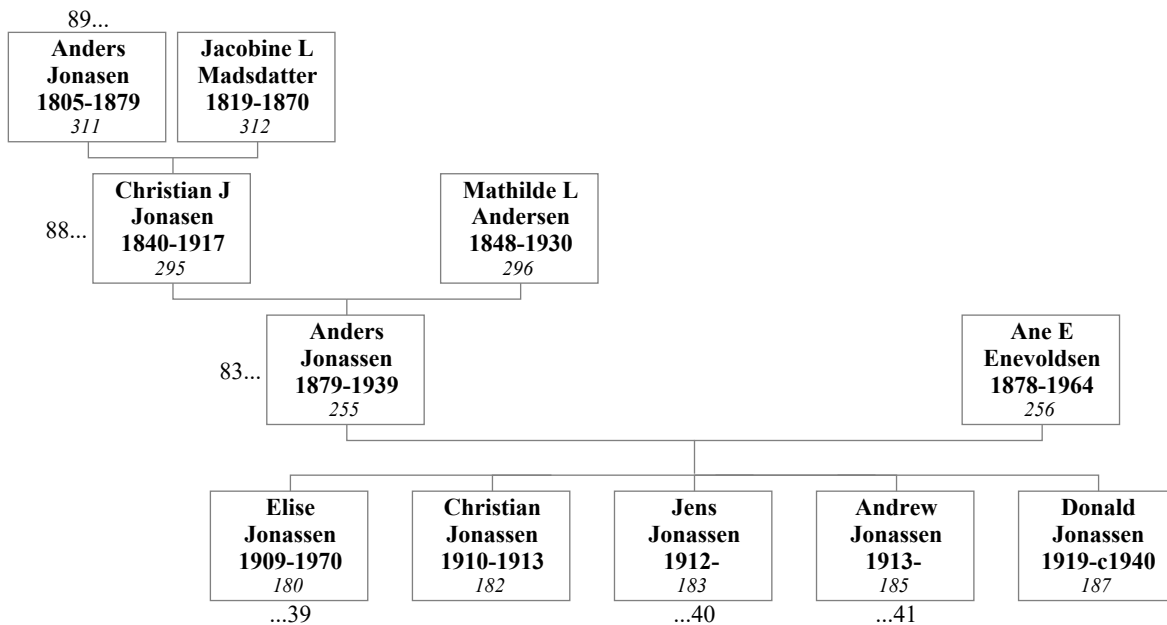 89...
Anders
Jonasen
1805-1879
311
Jacobine L
Madsdatter
1819-1870
312
88...
Christian J
Jonasen
1840-1917
295
Mathilde L
Andersen
1848-1930
296
83...
Anders
Jonassen
1879-1939
255
Ane E
Enevoldsen
1878-1964
256
Elise
Jonassen
1909-1970
180
...39
Christian
Jonassen
1910-1913
182
Jens
Jonassen
1912-
183
...40
Andrew
Jonassen
1913-
185
...41
Donald
Jonassen
1919-c1940
187